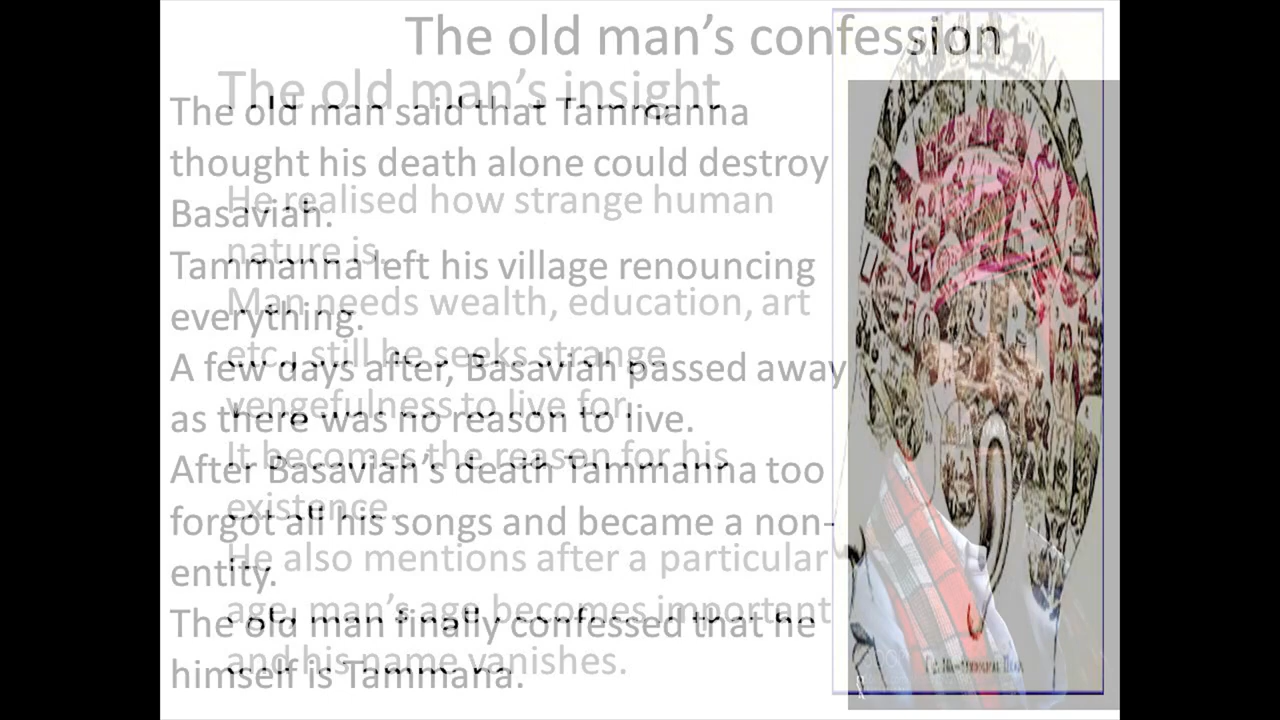 The old man's confession
The old man said that Tammanna
thought his death alone could destroy
Basaviah.
Tammanna left his village renouncing
everything.
A few days after, Basaviah passed away
as there was no reason to live.
After Basaviah's death Tammanna too
forgot all his songs and became a non-
entity.
The old man finally confessed that he
himself is Tammana.
The old man's insight
He realised how strange human
nature is.
Man needs wealth, education, art
etc., still he seeks strange
vengefulness to live for.
It becomes the reason for his
existence.
He also mentions after a particular
age, man's age becomes important
and his name vanishes.